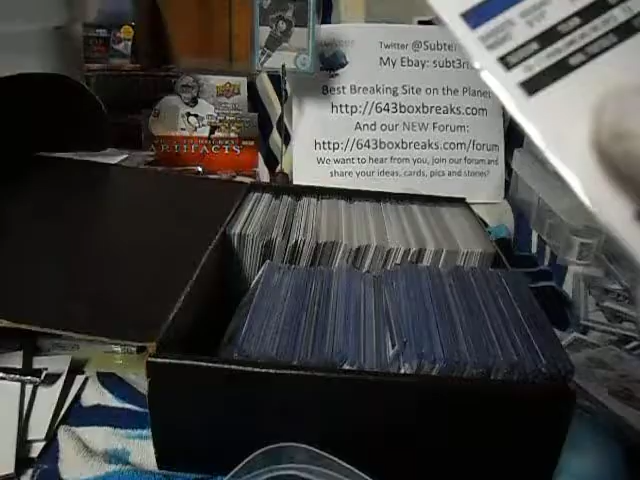 Twitter @Subter
My Ebay: subt3r
Best Breaking Site on the Planet
http://643boxbreaks.com
And our NEW Forum:
http://643boxbreaks.com/forum
We want to hear from you, join our forum and
share your ideas, cards, pics and stories!
ARTIFACTS